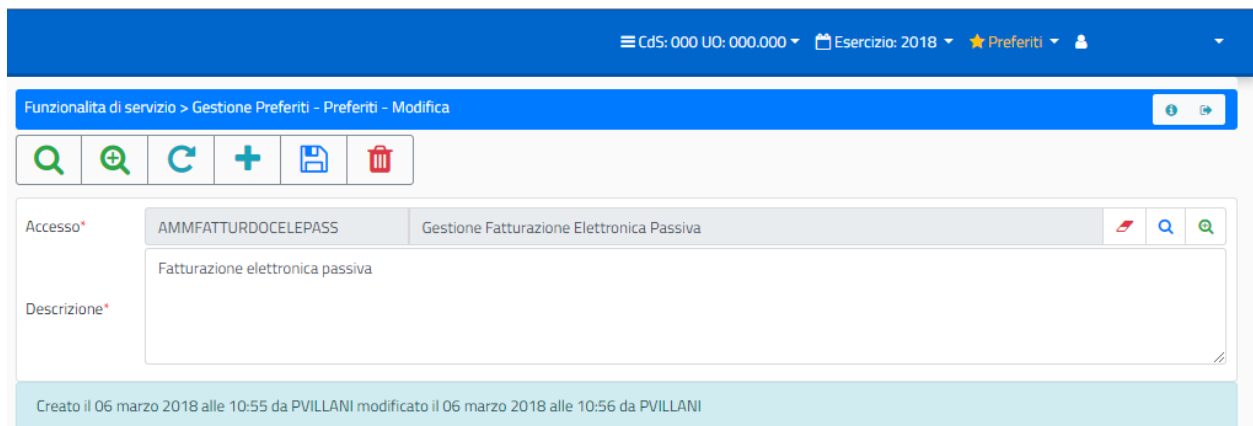 CdS: 000 UO: 000.000 Esercizio: 2018 Preferiti
Funzionalita di servizio > Gestione Preferiti - Preferiti - Modifica
Accesso* AMMFATTURDOCELEPASS Gestione Fatturazione Elettronica Passiva
Fatturazione elettronica passiva
Descrizione*
Creato il 06 marzo 2018 alle 10:55 da PVILLANI modificato il 06 marzo 2018 alle 10:56 da PVILLANI